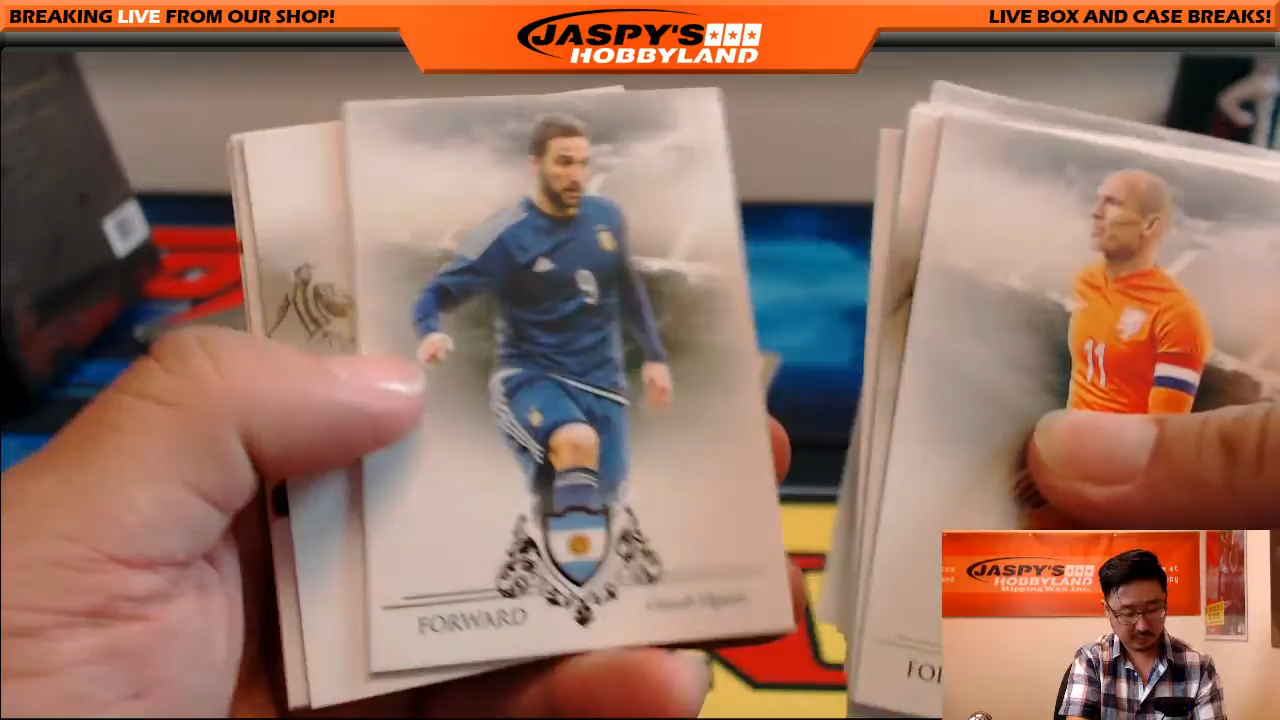 BREAKING LIVE FROM OUR SHOP!
JASPY'S
HOBBYLAND
LIVE BOX AND CASE BREAKS!
9
11
FORWARD
JASPY'S
HOBBYLAND
Ripping Wax Inc.